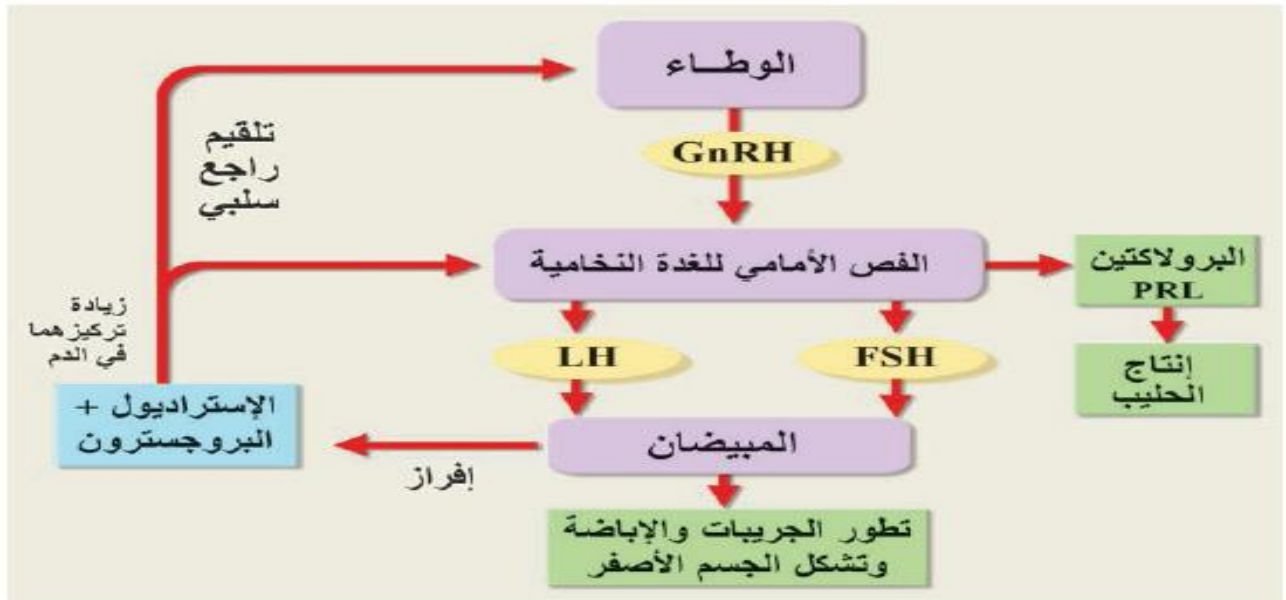 الوطـــاء
GnRH
تلقيم
راجع
سلبي
الفص الأمامي للغدة النخامية
البرولاكتين
PRL
زيادة
تركيزهما
في الدم
LH
FSH
إنتاج
الحليب
الإستراديول +
البروجسترون
المبيضان
إفراز
تطور الجريبات والإباضة
وتشكل الجسم الأصفر